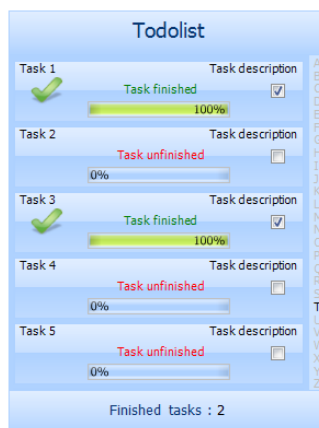 Todolist
Task 1 Task description
Task finished
100%
Task 2 Task description
Task unfinished
0%
Task 3 Task description
Task finished
100%
Task 4 Task description
Task unfinished
0%
Task 5 Task description
Task unfinished
0%
Finished tasks : 2
T